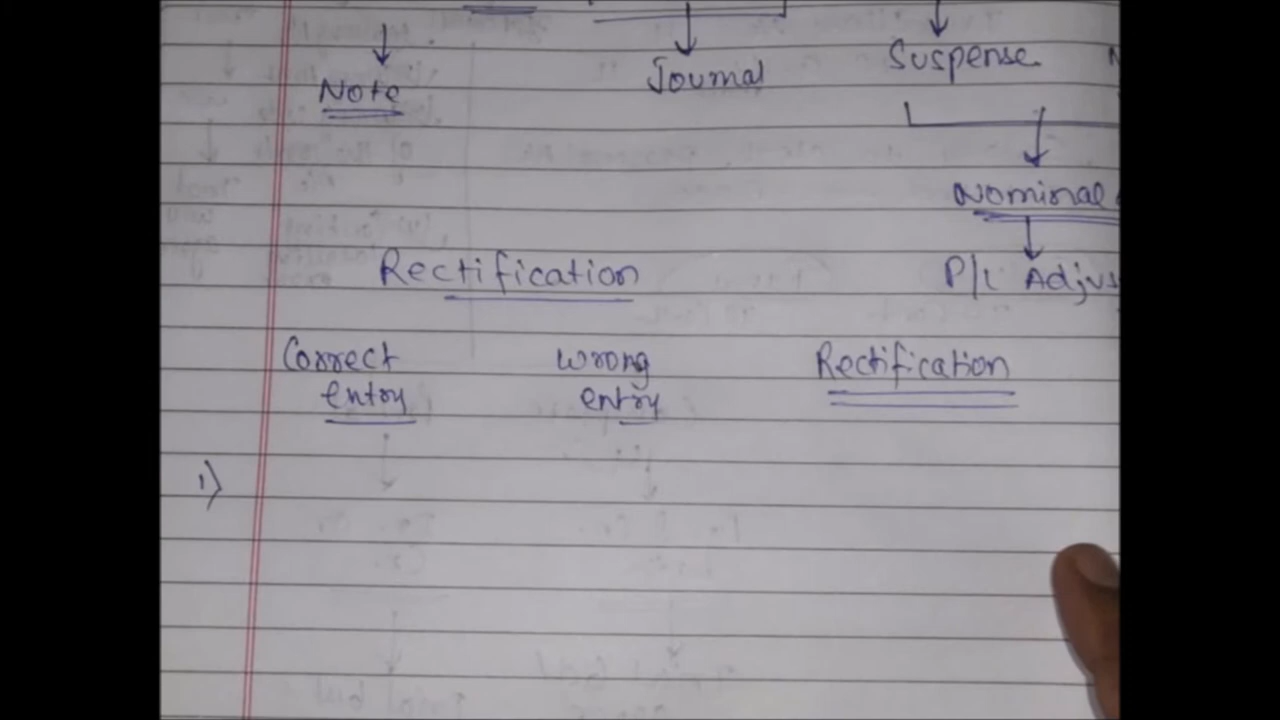 Note
Journal
Suspense
N
Nominal
P/L Adjus
Rectification
Correct
entry
Wrong
entry
Rectification
1)